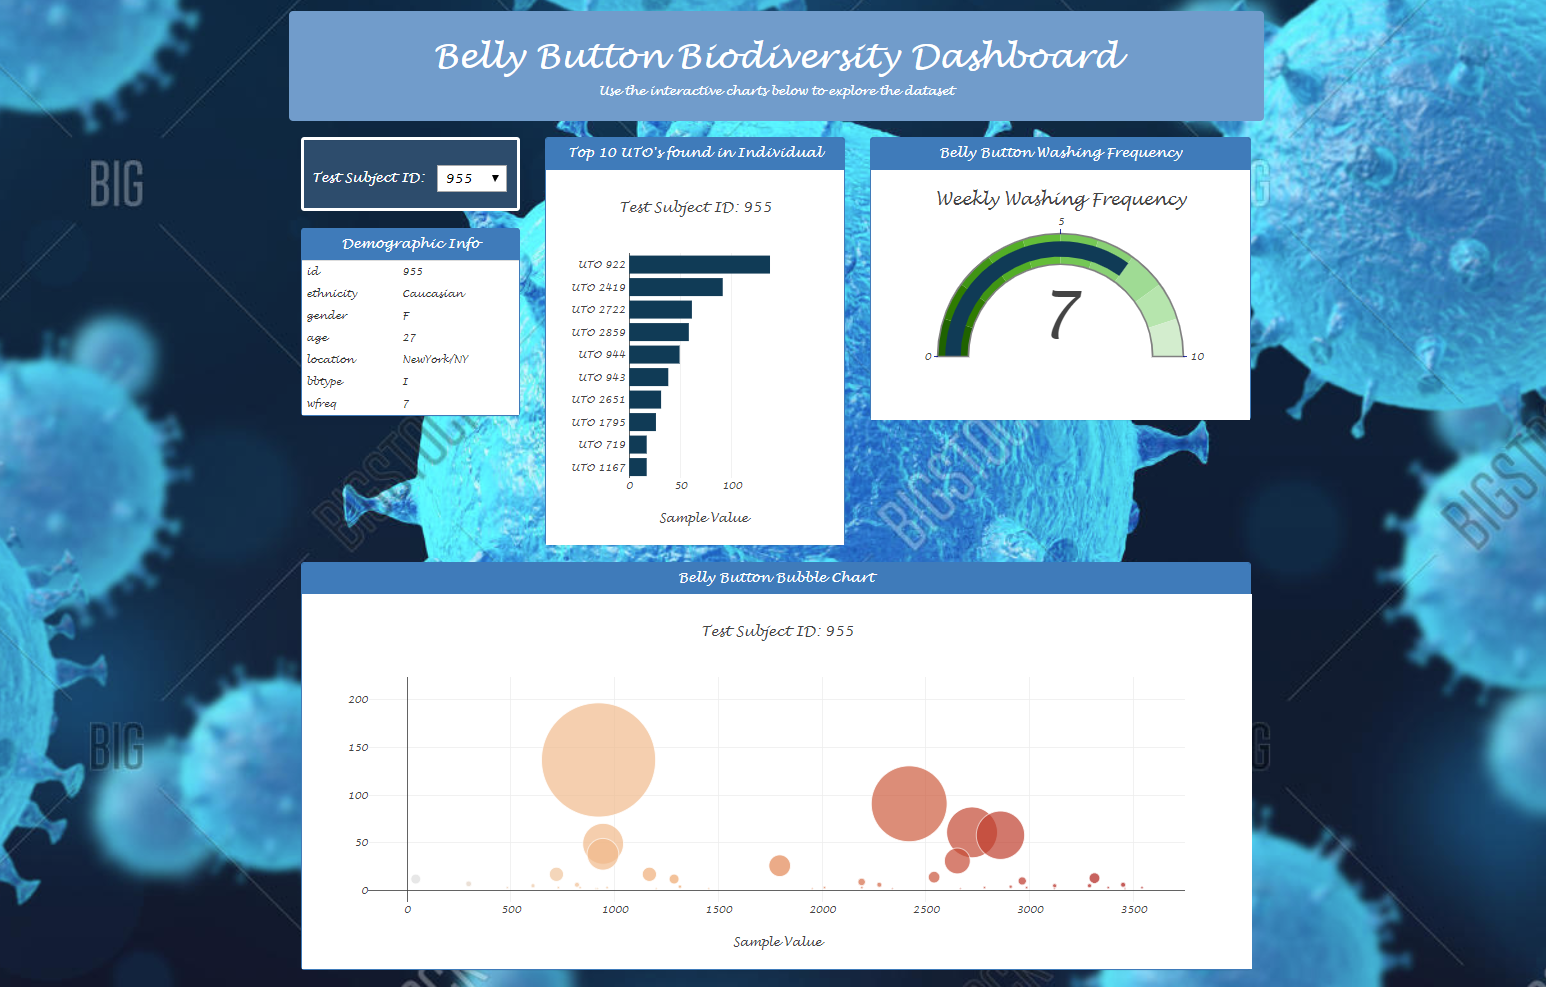 Belly Button Biodiversity Dashboard
Use the interactive charts below to explore the dataset
Test Subject ID: 955
Demographic Info
id 955
ethnicity Caucasian
gender F
age 27
location NewYork/NY
bbtype I
wfreq 7
Top 10 UTO's found in Individual
Test Subject ID: 955
UTO 922
UTO 2419
UTO 2722
UTO 2859
UTO 944
UTO 943
UTO 2651
UTO 1795
UTO 719
UTO 1167
0 50 100
Sample Value
Belly Button Washing Frequency
Weekly Washing Frequency
5
7
0 10
Belly Button Bubble Chart
Test Subject ID: 955
200
150
100
50
0
0 500 1000 1500 2000 2500 3000 3500
Sample Value
BIG
BIG
BIGSTOCK
BIGSTOCK